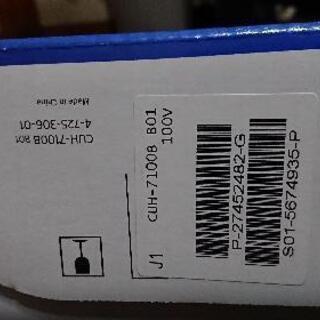 J1 CUH-7100B B01
100V
P-27452482-G
S01-5674935-P
CUH-7100B B01
4-725-306-01
Made in China